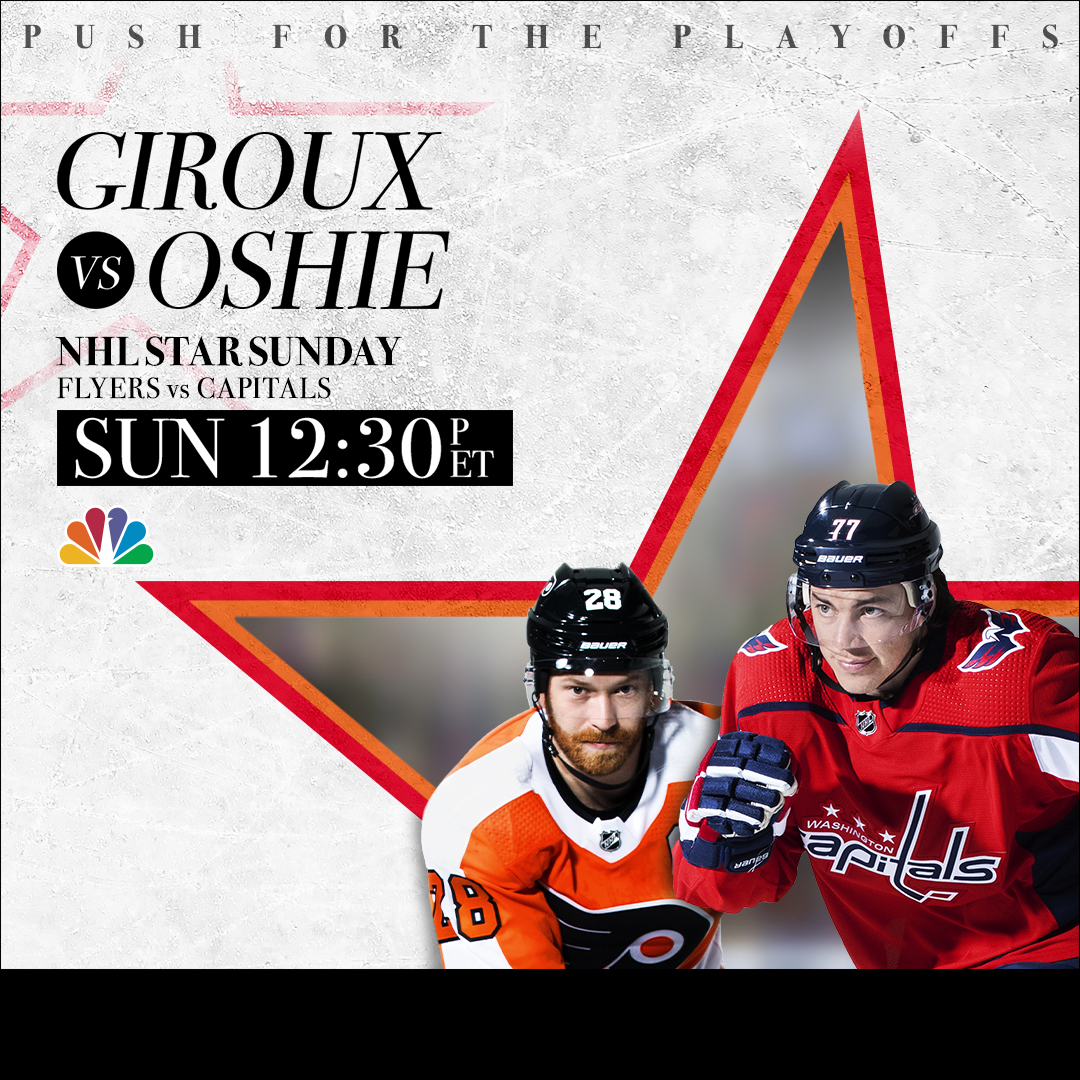 PUSH FOR THE PLAYOFFS
GIROUX
VS OSHIE
NHL STAR SUNDAY
FLYERS vs CAPITALS
SUN 12:30 P ET
28
BAUER
77
BAUER
28
BAUER
WASHINGTON
capitals